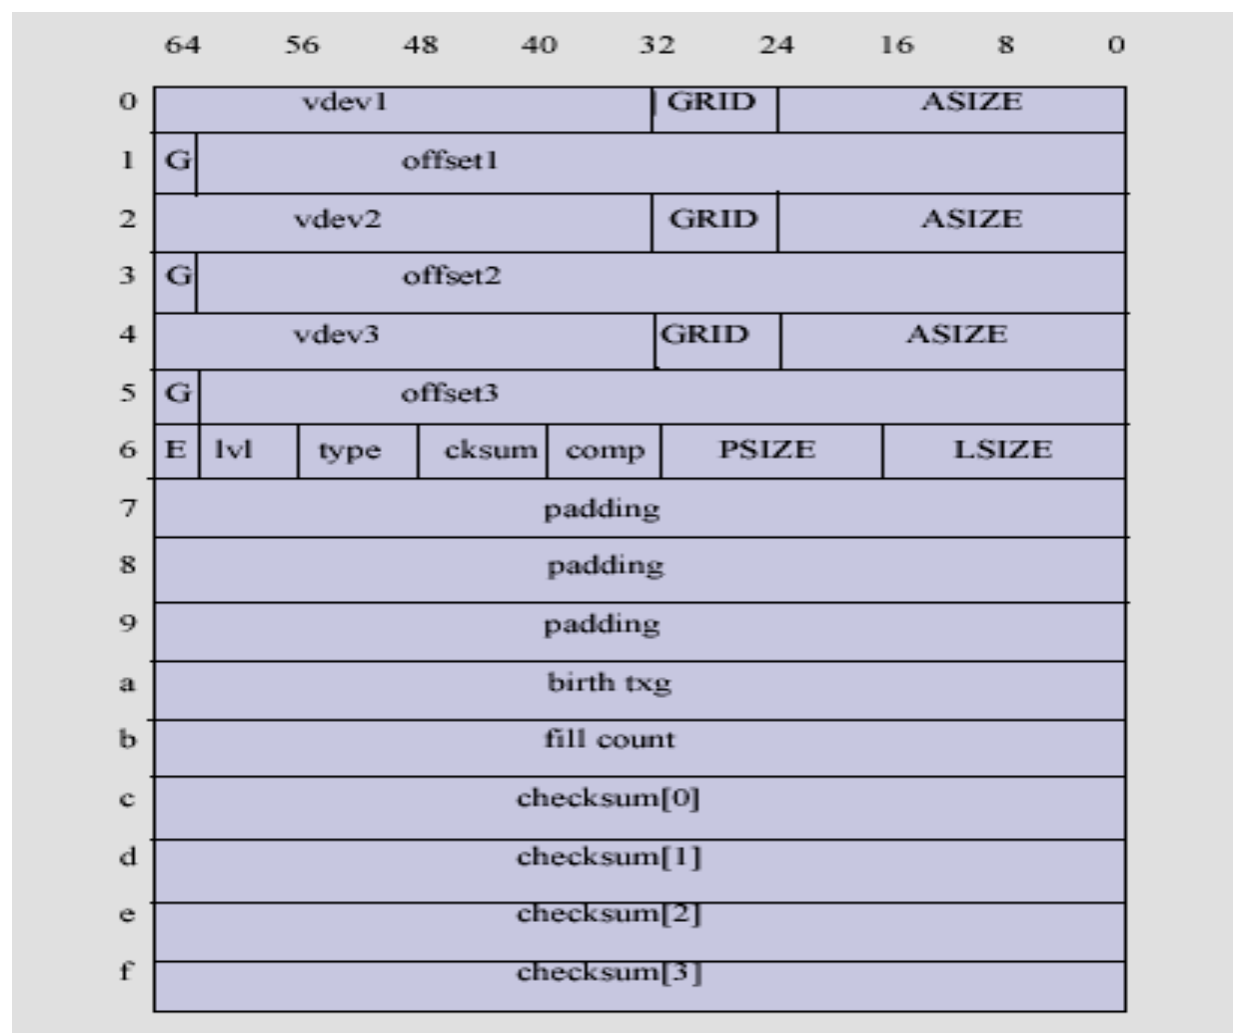 64 56 48 40 32 24 16 8 0
0 vdev1 GRID ASIZE
1 G offset1
2 vdev2 GRID ASIZE
3 G offset2
4 vdev3 GRID ASIZE
5 G offset3
6 E lvl type cksum comp PSIZE LSIZE
7 padding
8 padding
9 padding
a birth txg
b fill count
c checksum[0]
d checksum[1]
e checksum[2]
f checksum[3]